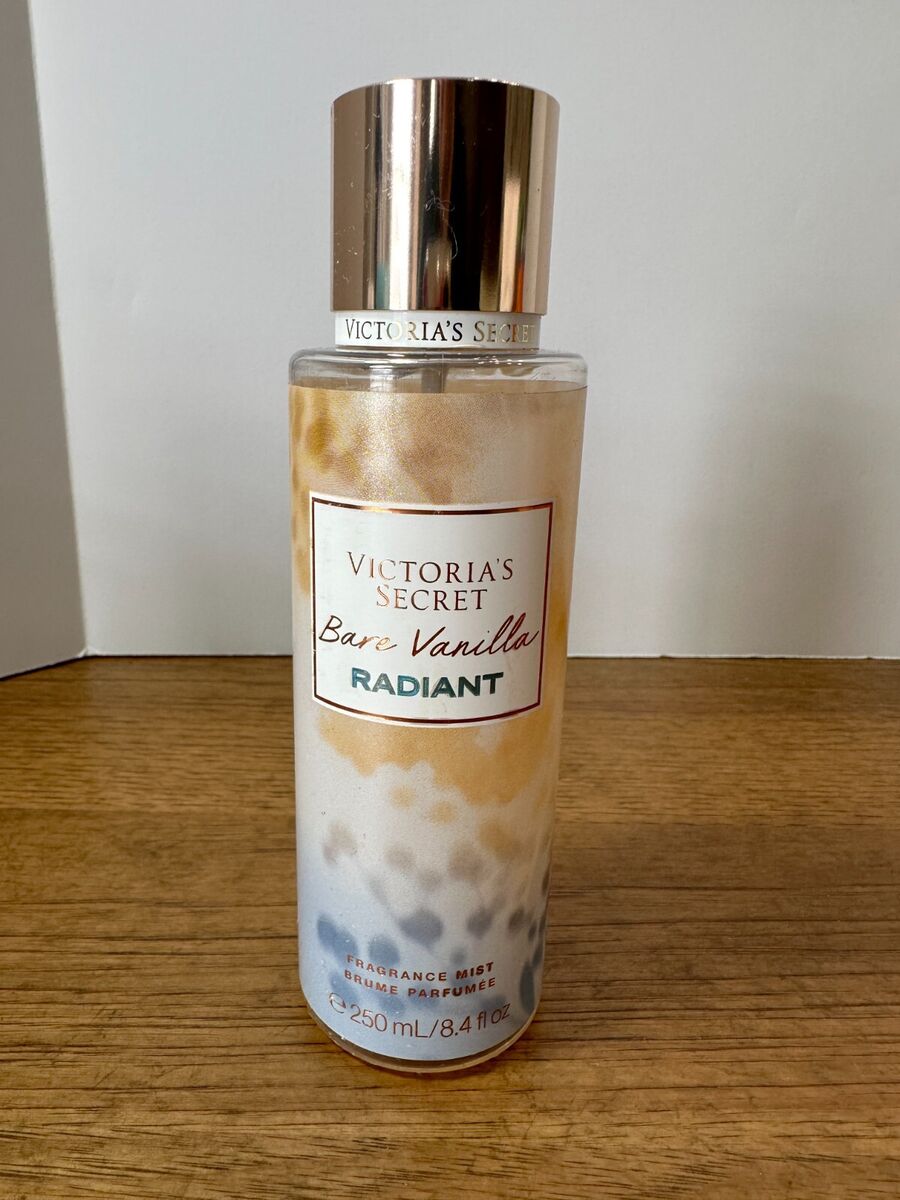 VICTORIA'S SECRET
VICTORIA'S
SECRET
Bare Vanilla
RADIANT
FRAGRANCE MIST
BRUME PARFUMÉE
℮ 250 mL/8.4 fl oz